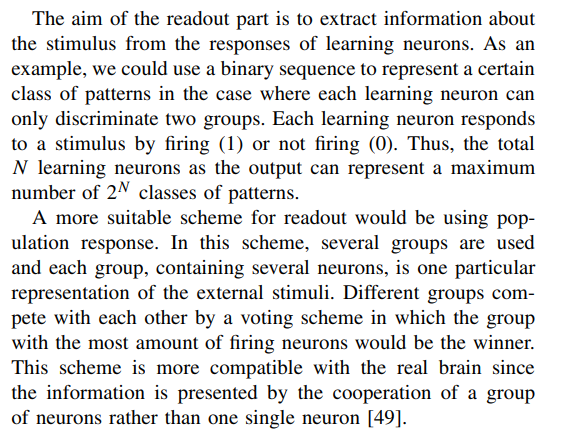 The aim of the readout part is to extract information about
the stimulus from the responses of learning neurons. As an
example, we could use a binary sequence to represent a certain
class of patterns in the case where each learning neuron can
only discriminate two groups. Each learning neuron responds
to a stimulus by firing (1) or not firing (0). Thus, the total
N learning neurons as the output can represent a maximum
number of 2^N classes of patterns.
A more suitable scheme for readout would be using pop-
ulation response. In this scheme, several groups are used
and each group, containing several neurons, is one particular
representation of the external stimuli. Different groups com-
pete with each other by a voting scheme in which the group
with the most amount of firing neurons would be the winner.
This scheme is more compatible with the real brain since
the information is presented by the cooperation of a group
of neurons rather than one single neuron [49].